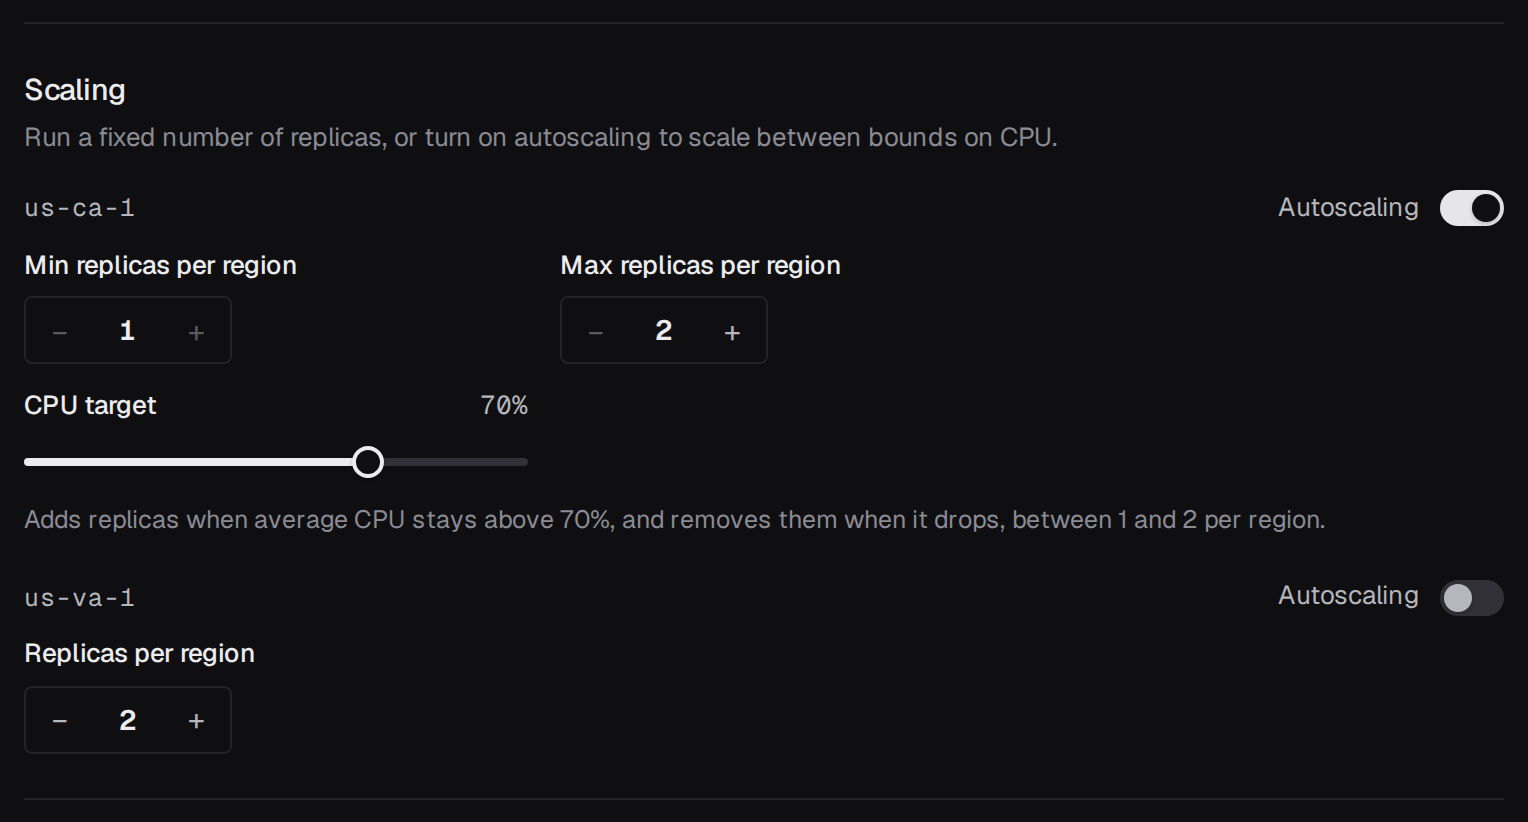 Scaling
Run a fixed number of replicas, or turn on autoscaling to scale between bounds on CPU.
us-ca-1 Autoscaling
Min replicas per region Max replicas per region
− 1 + − 2 +
CPU target 70%
Adds replicas when average CPU stays above 70%, and removes them when it drops, between 1 and 2 per region.
us-va-1 Autoscaling
Replicas per region
− 2 +